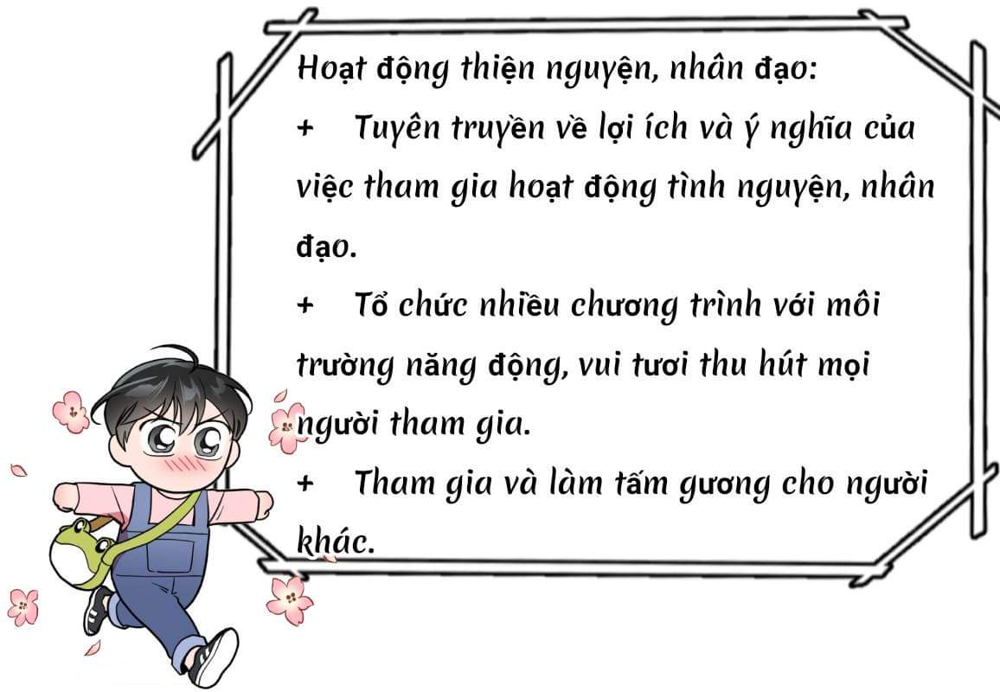 Hoạt động thiện nguyện, nhân đạo:
+ Tuyên truyền về lợi ích và ý nghĩa của
việc tham gia hoạt động tình nguyện, nhân
đạo.
+ Tổ chức nhiều chương trình với môi
trường năng động, vui tươi thu hút mọi
người tham gia.
+ Tham gia và làm tấm gương cho người
khác.